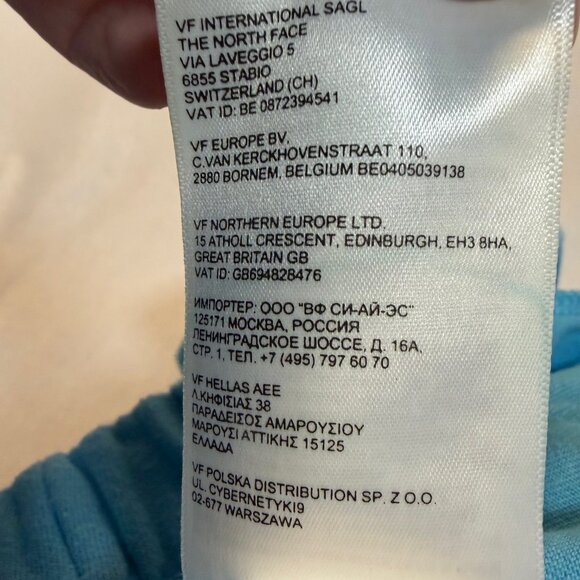 VF INTERNATIONAL SAGL
THE NORTH FACE
VIA LAVEGGIO 5
6855 STABIO
SWITZERLAND (CH)
VAT ID: BE 0872394541
VF EUROPE BV,
C.VAN KERCKHOVENSTRAAT 110,
2880 BORNEM, BELGIUM BE0405039138
VF NORTHERN EUROPE LTD.
15 ATHOLL CRESCENT, EDINBURGH, EH3 8HA,
GREAT BRITAIN GB
VAT ID: GB694828476
ИМПОРТЕР: ООО "ВФ СИ-АЙ-ЭС"
125171 МОСКВА, РОССИЯ
ЛЕНИНГРАДСКОЕ ШОССЕ, Д. 16А,
СТР. 1, ТЕЛ. +7 (495) 797 60 70
VF HELLAS AEE
Λ.ΚΗΦΙΣΙΑΣ 38
ΠΑΡΑΔΕΙΣΟΣ ΑΜΑΡΟΥΣΙΟΥ
ΜΑΡΟΥΣΙ ΑΤΤΙΚΗΣ 15125
ΕΛΛΑΔΑ
VF POLSKA DISTRIBUTION SP. Z O.O.
UL. CYBERNETYKI9
02-677 WARSZAWA